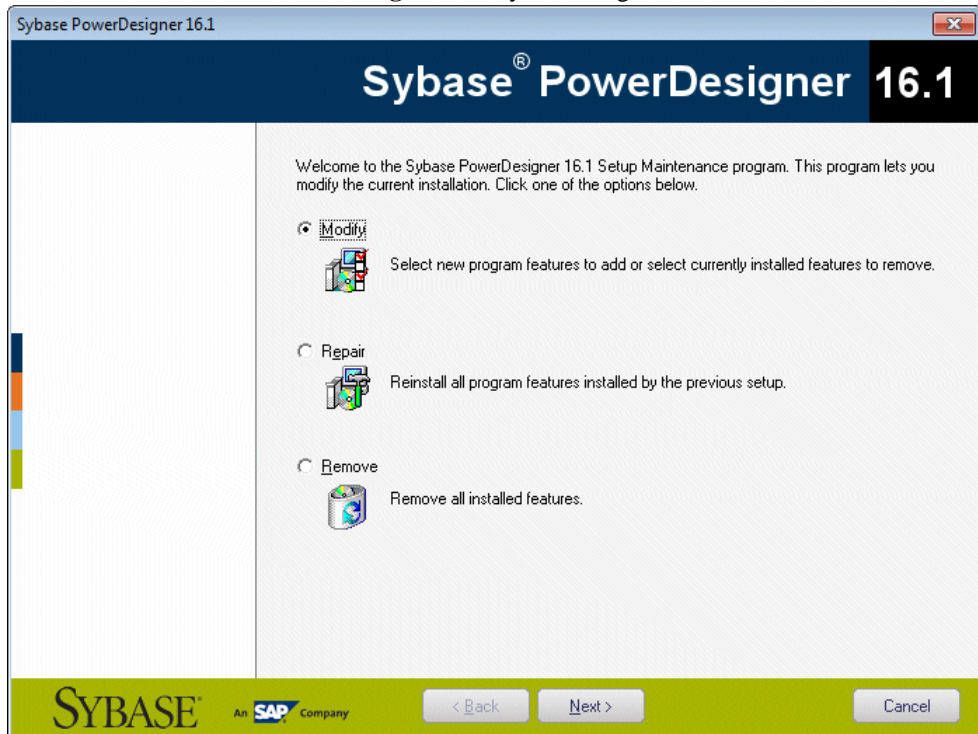 Sybase PowerDesigner 16.1
Sybase® PowerDesigner 16.1
Welcome to the Sybase PowerDesigner 16.1 Setup Maintenance program. This program lets you
modify the current installation. Click one of the options below.
Modify
Select new program features to add or select currently installed features to remove.
Repair
Reinstall all program features installed by the previous setup.
Remove
Remove all installed features.
SYBASE® An SAP Company
< Back
Next >
Cancel